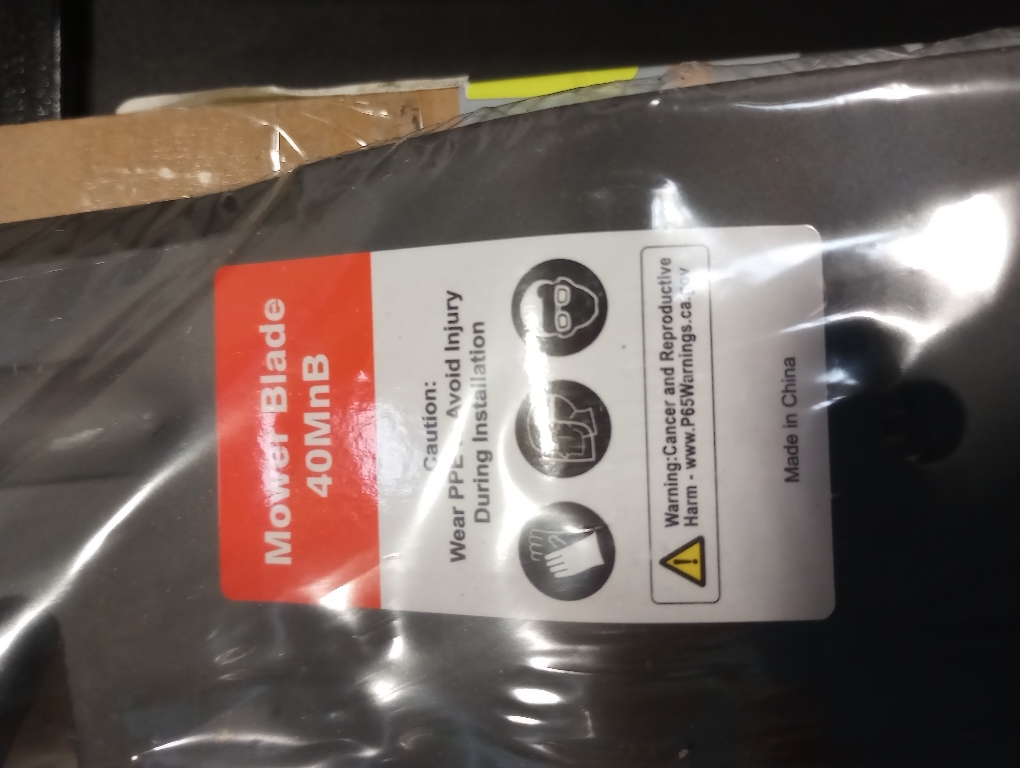 Mower Blade
40MnB
Caution:
Wear PPE Avoid Injury
During Installation
Warning:Cancer and Reproductive
Harm - www.P65Warnings.ca.gov
Made in China